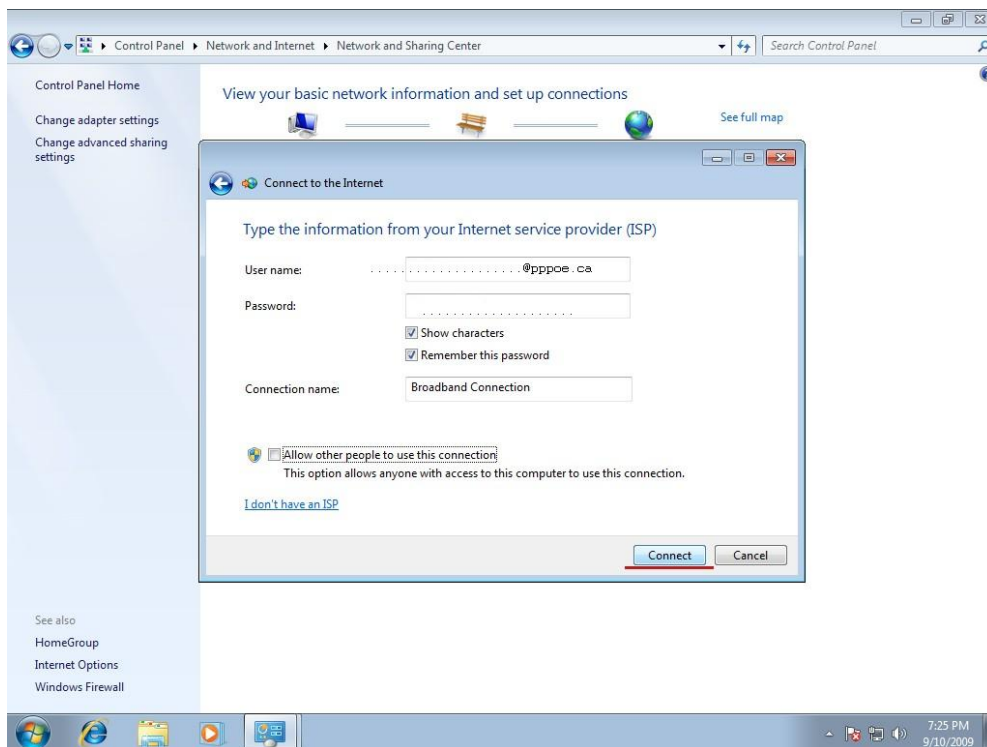 Control Panel ▸ Network and Internet ▸ Network and Sharing Center
Search Control Panel
Control Panel Home
Change adapter settings
Change advanced sharing
settings
View your basic network information and set up connections
See full map
Connect to the Internet
Type the information from your Internet service provider (ISP)
User name:
....................@pppoe.ca
Password:
....................
Show characters
Remember this password
Connection name:
Broadband Connection
Allow other people to use this connection
This option allows anyone with access to this computer to use this connection.
I don't have an ISP
Connect
Cancel
See also
HomeGroup
Internet Options
Windows Firewall
7:25 PM
9/10/2009